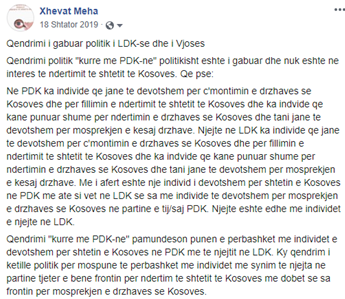 Xhevat Meha
18 Shtator 2019 ·
Qendrimi i gabuar politik i LDK-se dhe i Vjoses
Qendrimi politik "kurre me PDK-ne" politikisht eshte i gabuar dhe nuk eshte ne
interes te ndertimit te shtetit te Kosoves. Qe pse:
Ne PDK ka individe qe jane te devotshem per c'montimin e drzhaves se
Kosoves dhe per fillimin e ndertimit te shtetit te Kosoves dhe ka individe qe
kane punuar shume per ndertimin e drzhaves se Kosoves dhe tani jane te
devotshem per mosprekjen e kesaj drzhave. Njejte ne LDK ka individe qe jane
te devotshem per c'montimin e drzhaves se Kosoves dhe per fillimin e
ndertimit te shtetit te Kosoves dhe ka indvide qe kane punuar shume per
ndertimin e drzhaves se Kosoves dhe tani jane te devotshem per mosprekjen
e kesaj drzhave. Me i afert eshte nje individ i devotshem per shtetin e Kosoves
ne PDK me ate si vet ne LDK se sa me individe te devotshem per mosprekjen
e drzhaves se Kosoves ne partine e tij/saj PDK. Njejte eshte edhe me individet
e njejte ne LDK.
Qendrimi "kurre me PDK-ne" pamundeson punen e perbashket me individet e
devotshem per shtetin e Kosoves ne PDK me te njejtit ne LDK. Ky qendrim i
ketille politik per mospune te perbashket me individet me synim te njejta ne
partine tjeter e bene frontin per ndertim te shtetit te Kosoves me dobet se sa
frontin per mosprekjen e drzhaves se Kosoves.